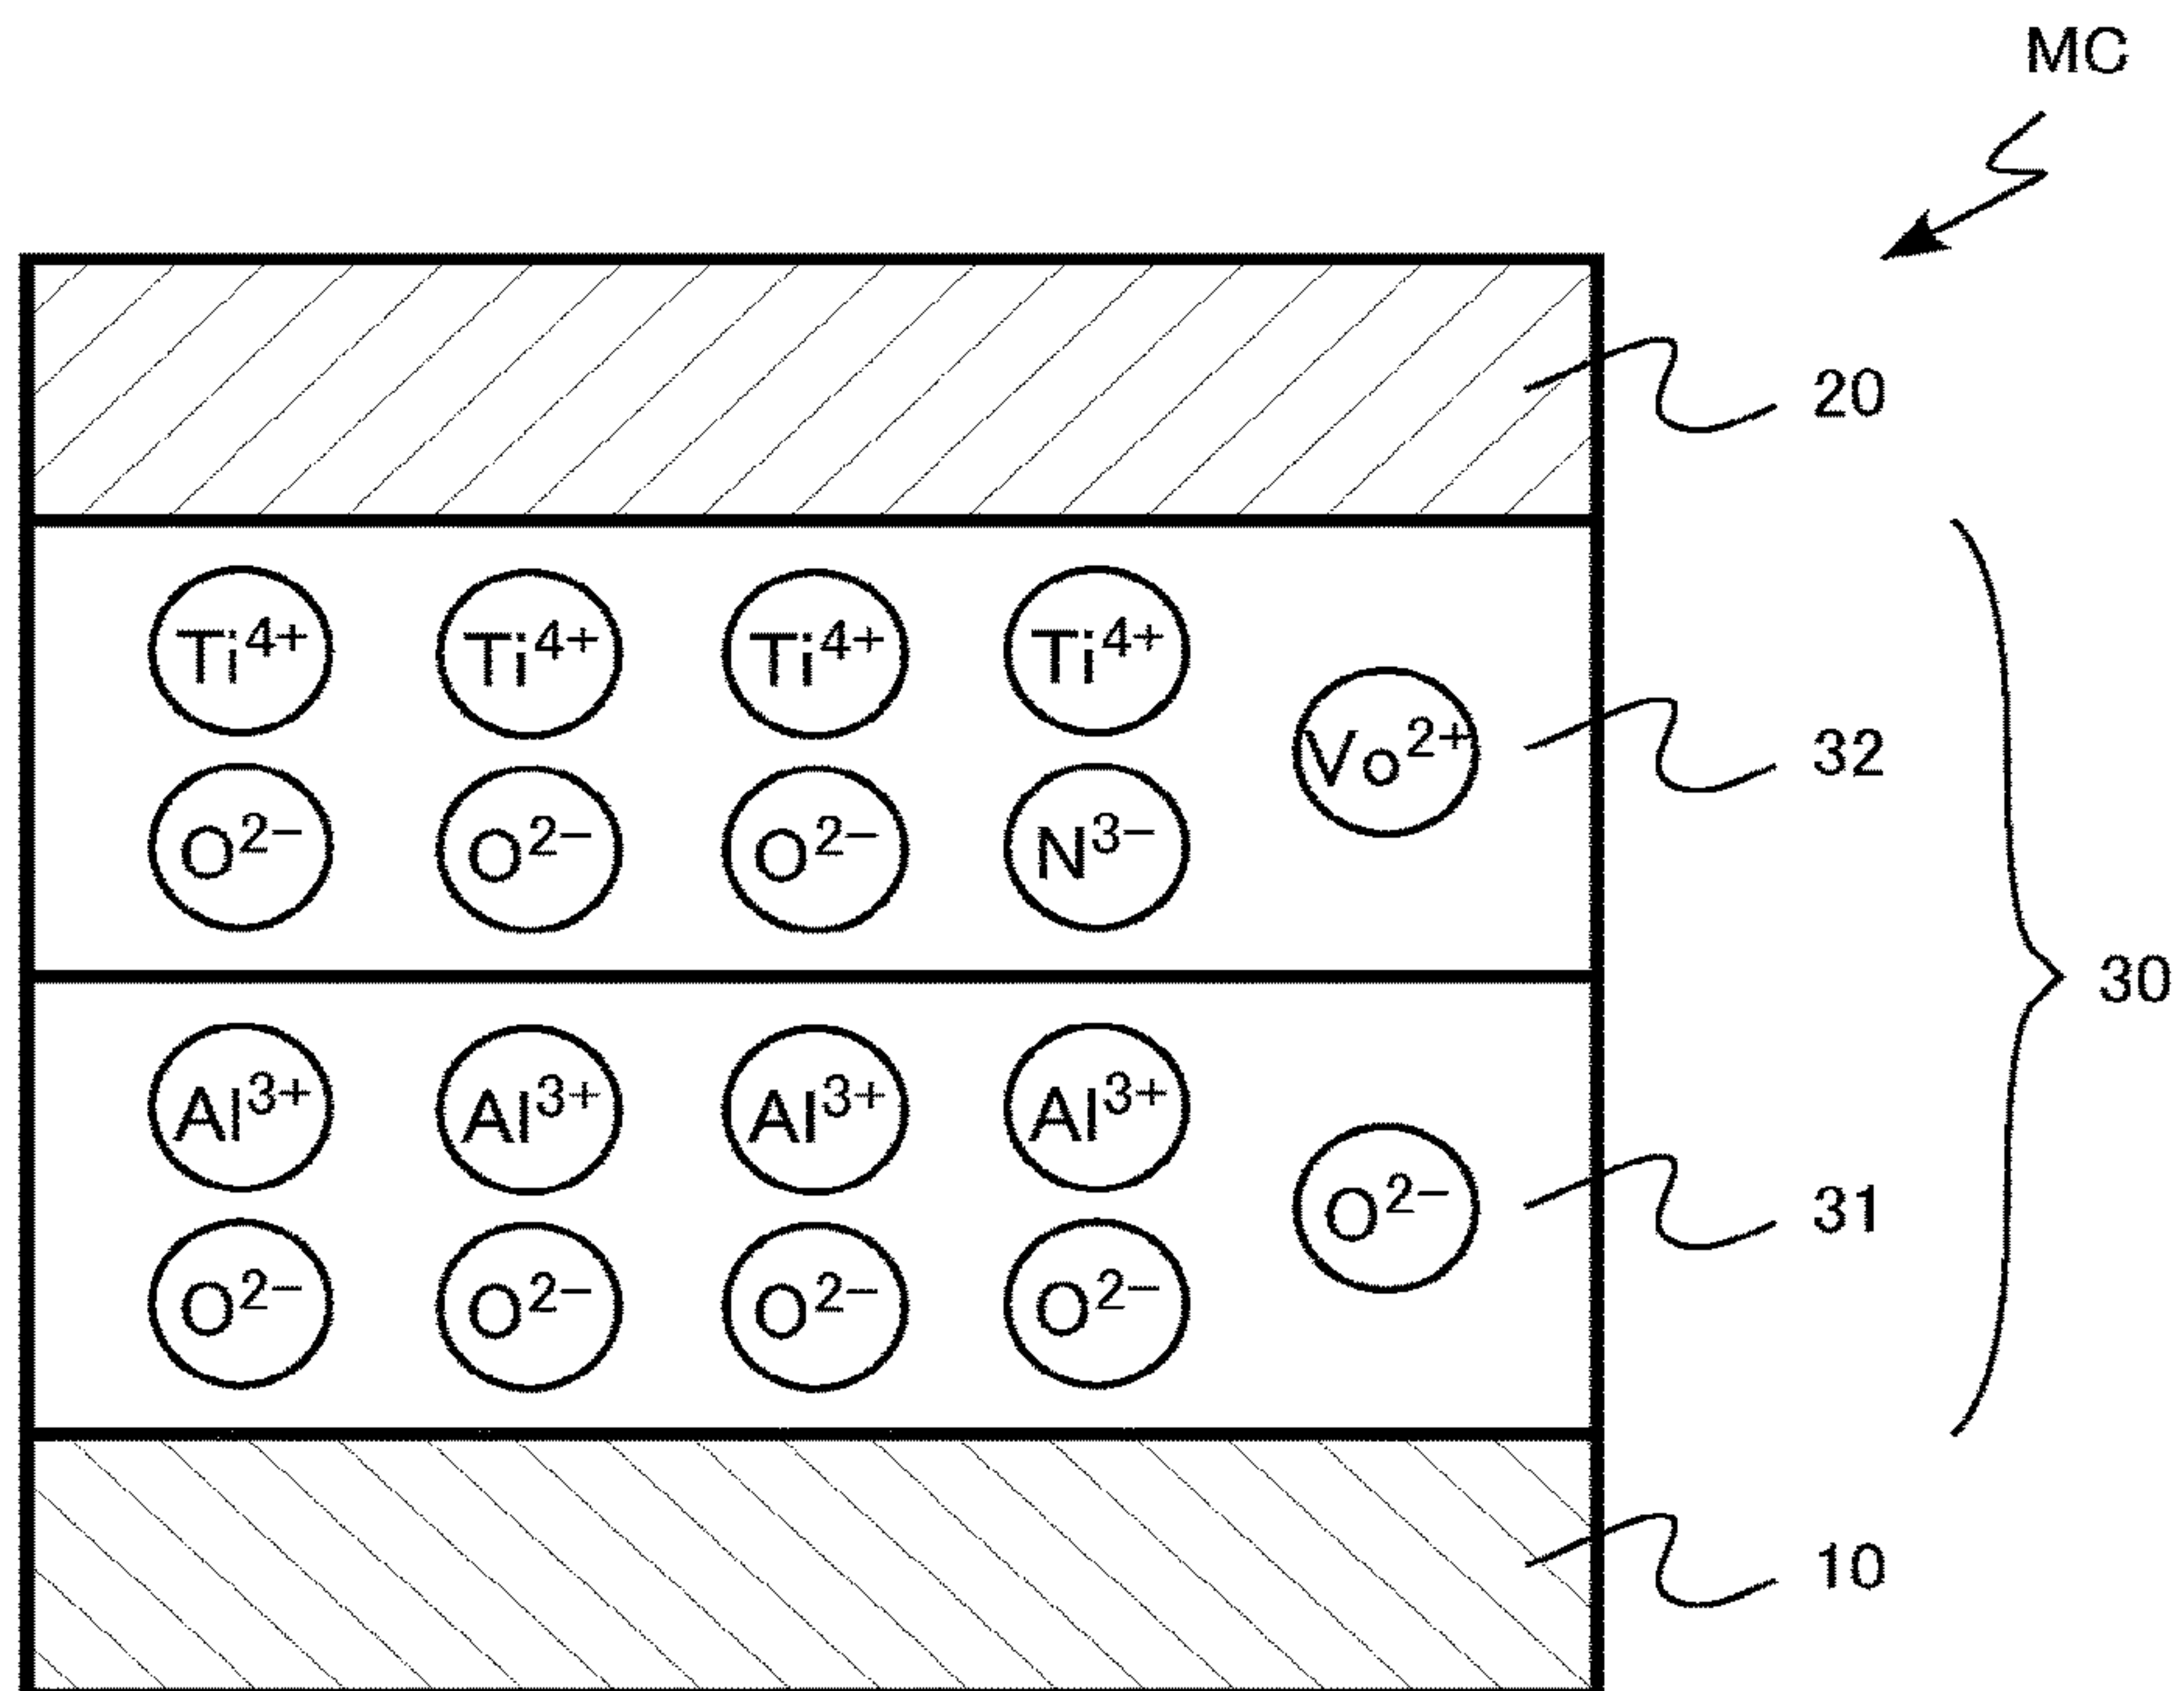 MC
20
Ti4+ Ti4+ Ti4+ Ti4+
Vo2+
32
O2− O2− O2− N3−
30
Al3+ Al3+ Al3+ Al3+
O2−
31
O2− O2− O2− O2−
10